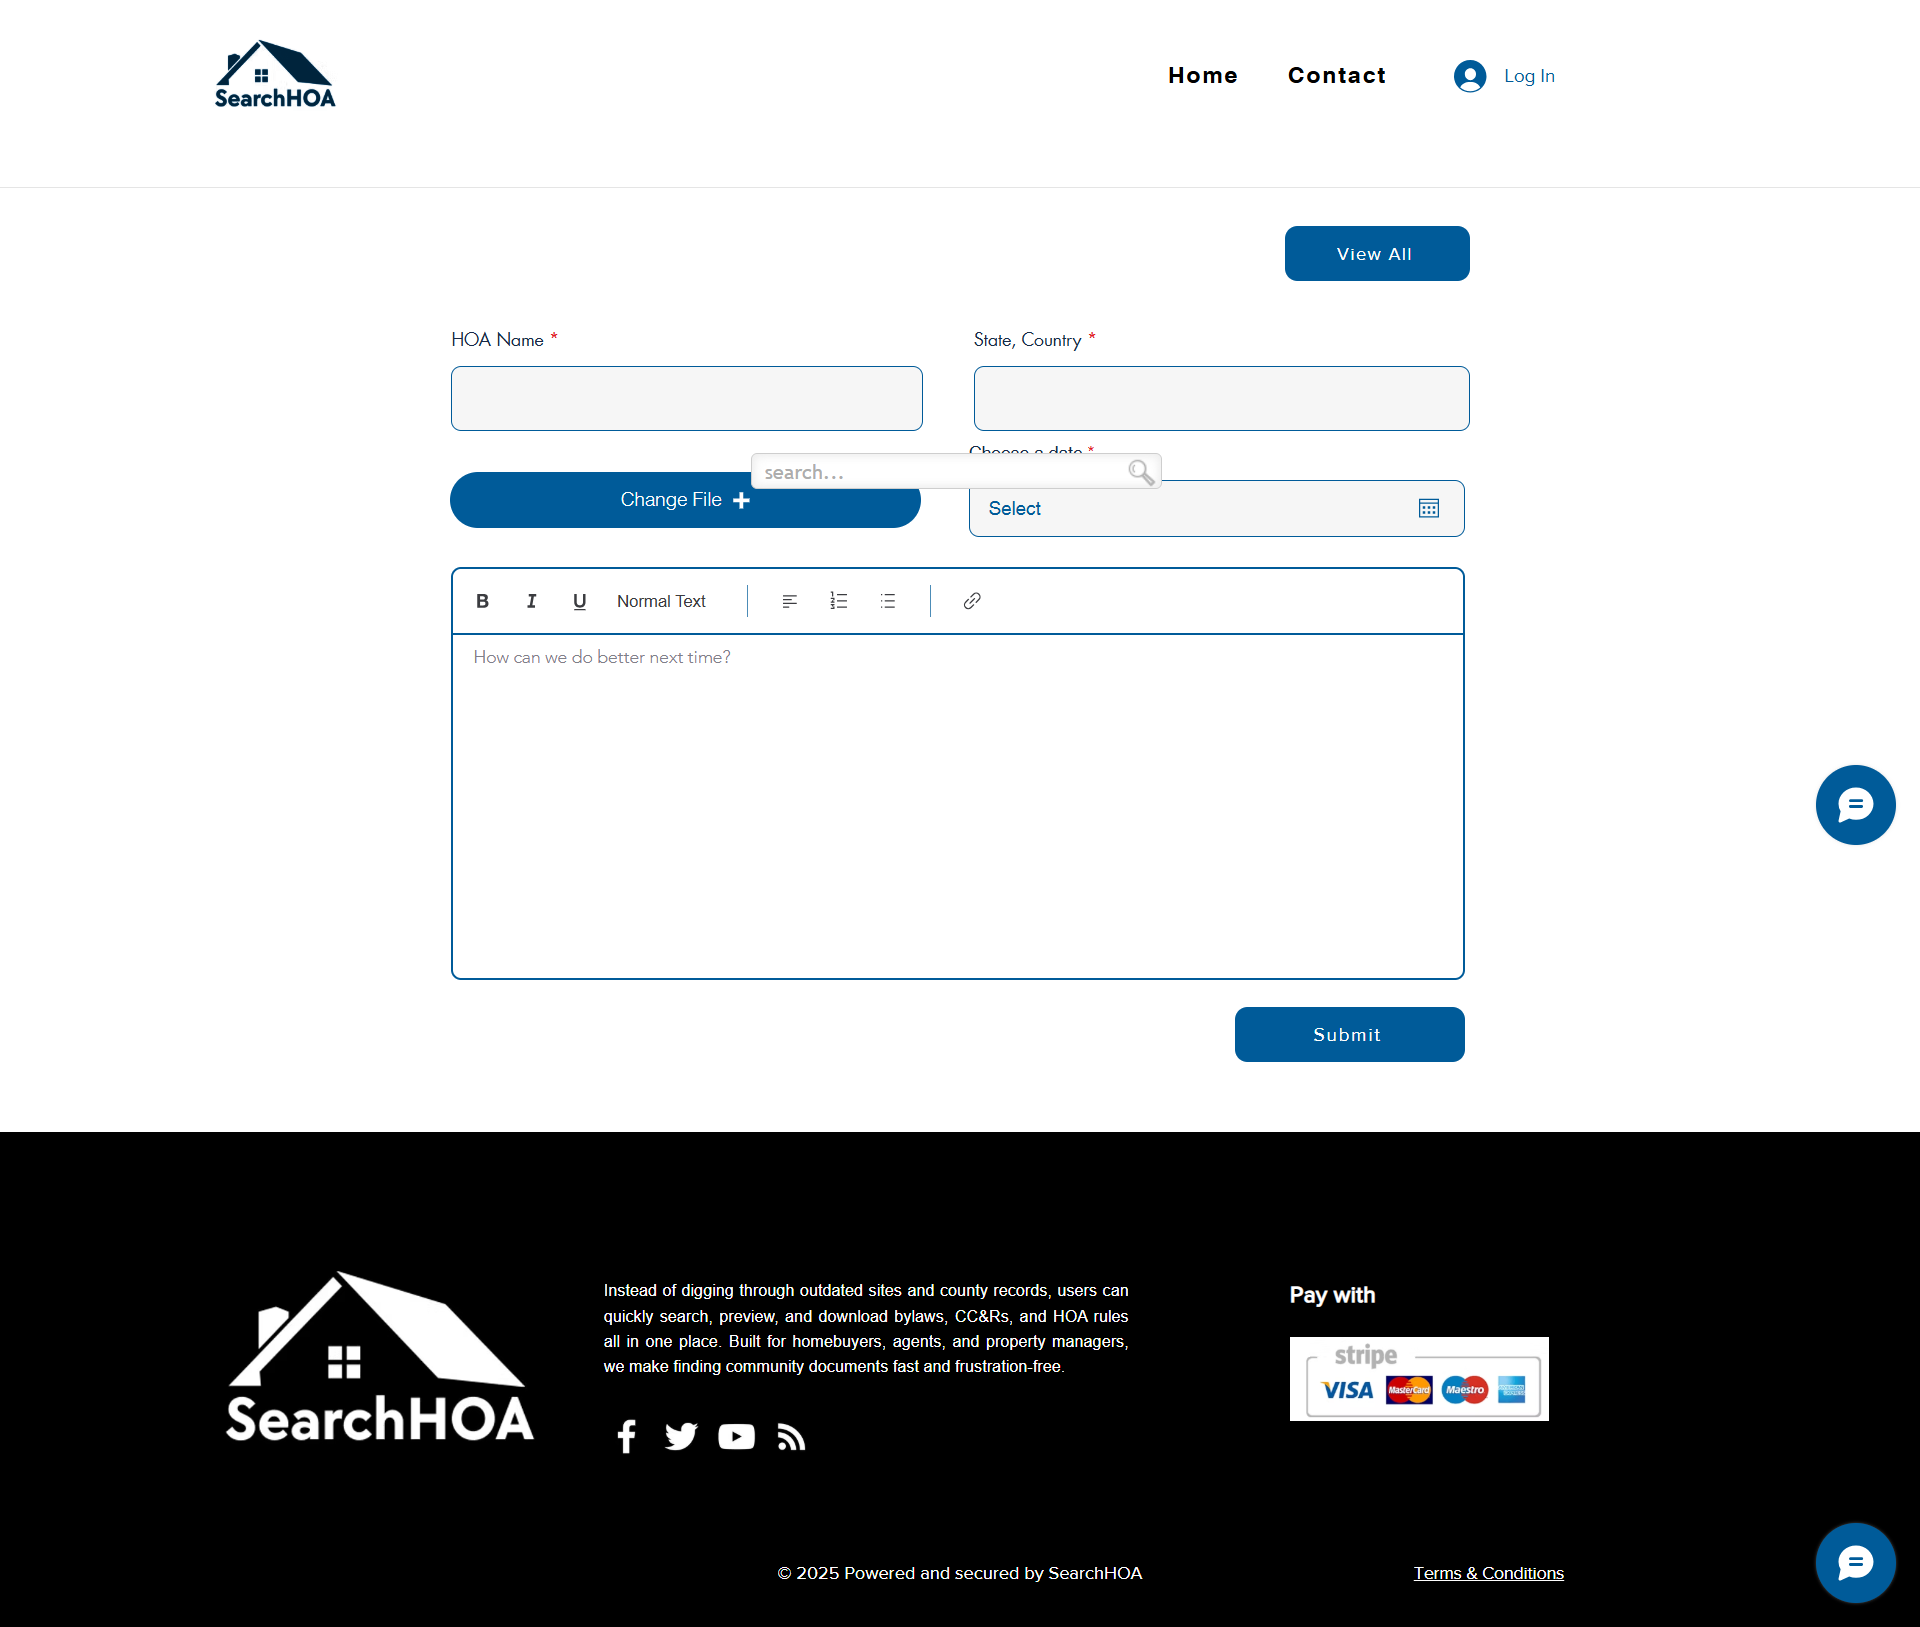 SearchHOA
Home
Contact
Log In
View All
HOA Name *
State, Country *
Choose a date *
search...
Change File
Select
B I U Normal Text
How can we do better next time?
Submit
Instead of digging through outdated sites and county records, users can
quickly search, preview, and download bylaws, CC&Rs, and HOA rules
all in one place. Built for homebuyers, agents, and property managers,
we make finding community documents fast and frustration-free.
SearchHOA
Pay with
stripe
VISA MasterCard Maestro AMERICAN EXPRESS
© 2025 Powered and secured by SearchHOA
Terms & Conditions